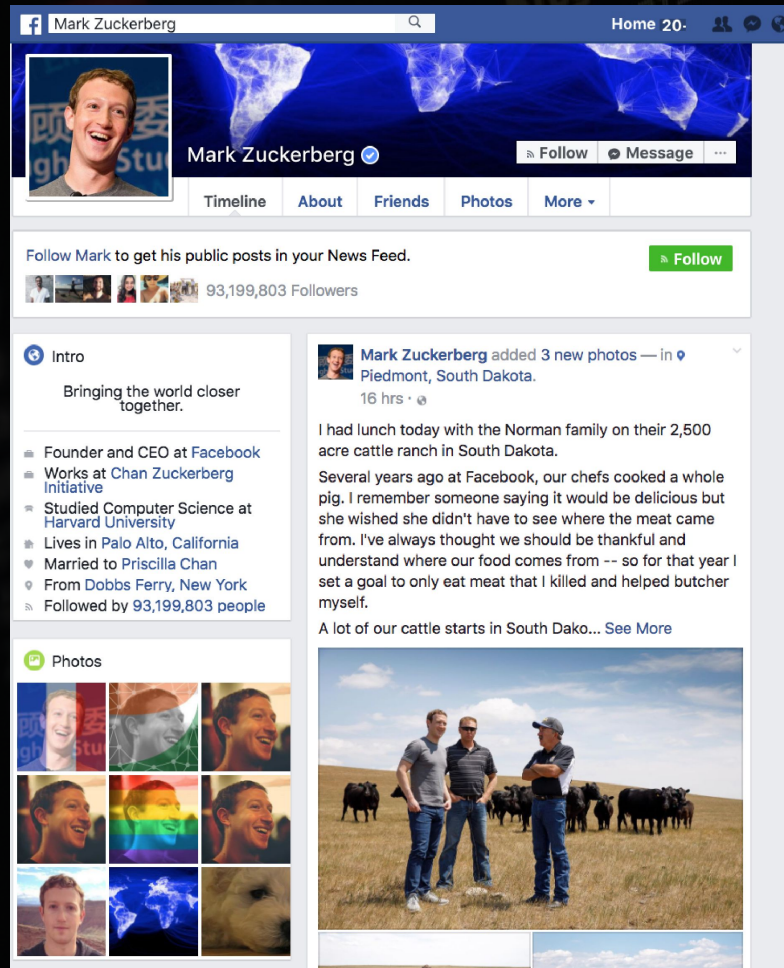 f Mark Zuckerberg Home 20-
Mark Zuckerberg
Follow Message ...
Timeline About Friends Photos More
Follow Mark to get his public posts in your News Feed.
Follow
93,199,803 Followers
Intro
Bringing the world closer
together.
Founder and CEO at Facebook
Works at Chan Zuckerberg
Initiative
Studied Computer Science at
Harvard University
Lives in Palo Alto, California
Married to Priscilla Chan
From Dobbs Ferry, New York
Followed by 93,199,803 people
Photos
Mark Zuckerberg added 3 new photos — in
Piedmont, South Dakota.
16 hrs ·
I had lunch today with the Norman family on their 2,500
acre cattle ranch in South Dakota.
Several years ago at Facebook, our chefs cooked a whole
pig. I remember someone saying it would be delicious but
she wished she didn't have to see where the meat came
from. I've always thought we should be thankful and
understand where our food comes from -- so for that year I
set a goal to only eat meat that I killed and helped butcher
myself.
A lot of our cattle starts in South Dako... See More